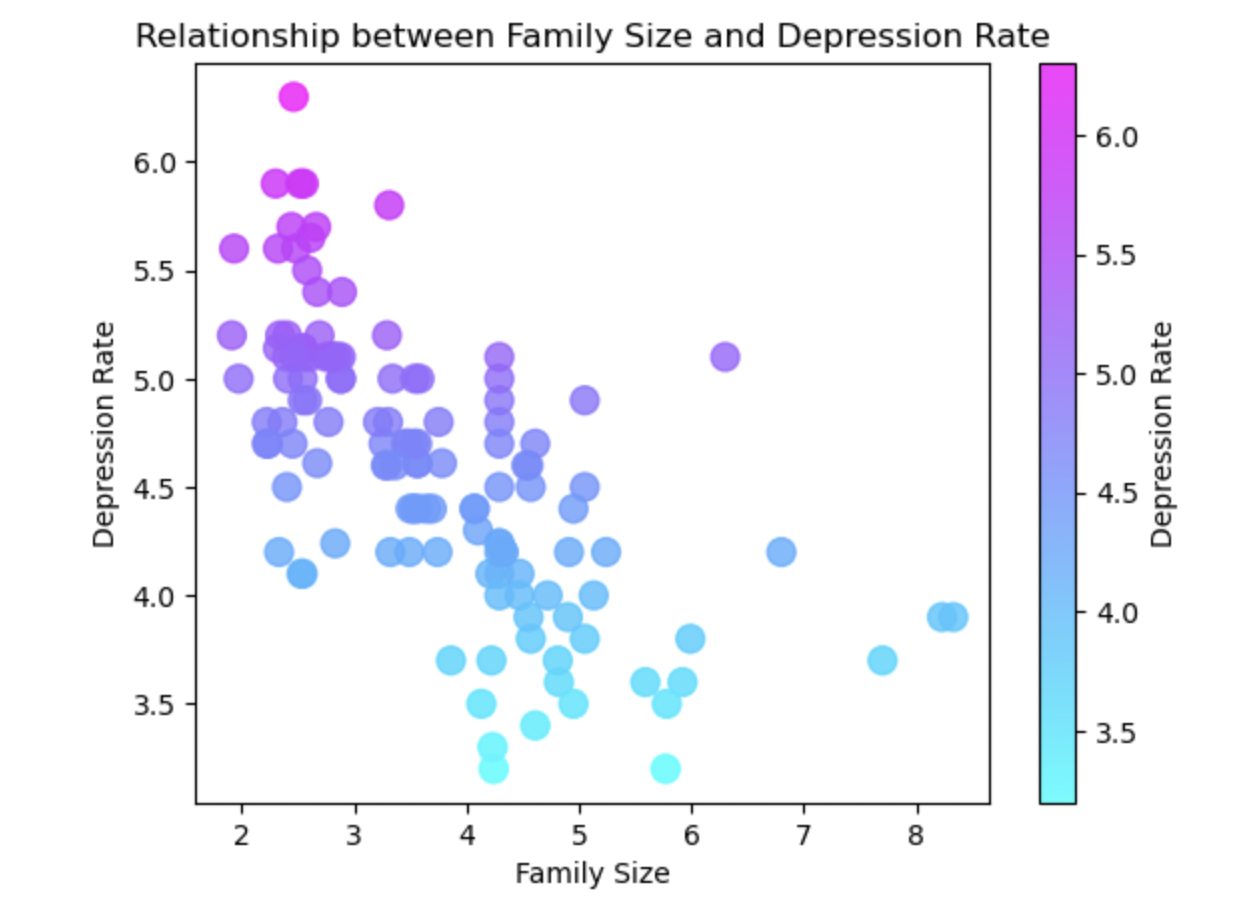 Relationship between Family Size and Depression Rate
6.0
5.5
5.0
4.5
4.0
3.5
Depression Rate
2 3 4 5 6 7 8
Family Size
6.0
5.5
5.0
4.5
4.0
3.5
Depression Rate